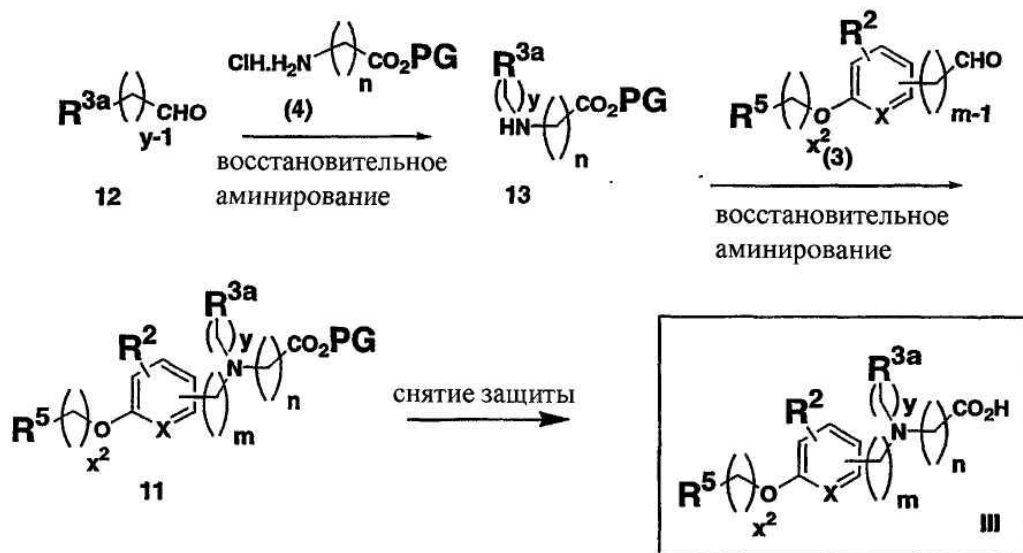 ClH.H₂N CO₂PG
n
(4)
R³ᵃ CHO
y-1
12
восстановительное
аминирование
R³ᵃ
y
HN CO₂PG
n
13
R² CHO
m-1
R⁵ O X
x²
(3)
восстановительное
аминирование
R³ᵃ
y
R² N CO₂PG
n
m
R⁵ O X
x²
11
снятие защиты
R³ᵃ
y
R² N CO₂H
n
m
R⁵ O X
x²
III